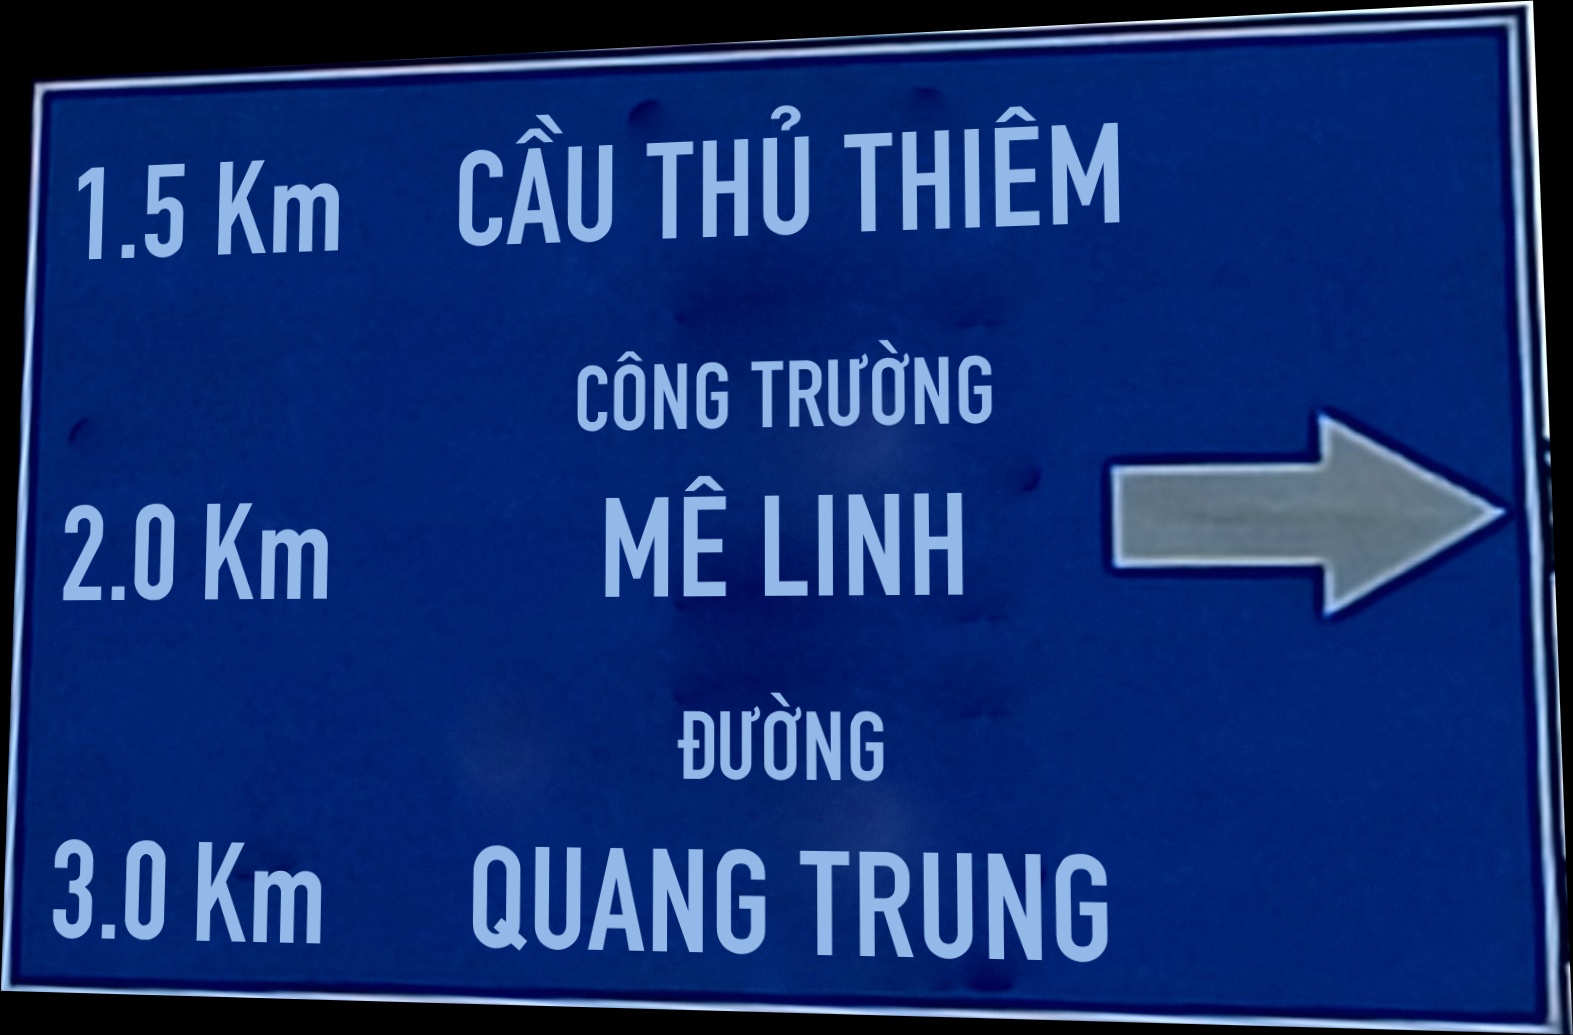 1.5 Km CẦU THỦ THIÊM
CÔNG TRƯỜNG
2.0 Km MÊ LINH
ĐƯỜNG
3.0 Km QUANG TRUNG